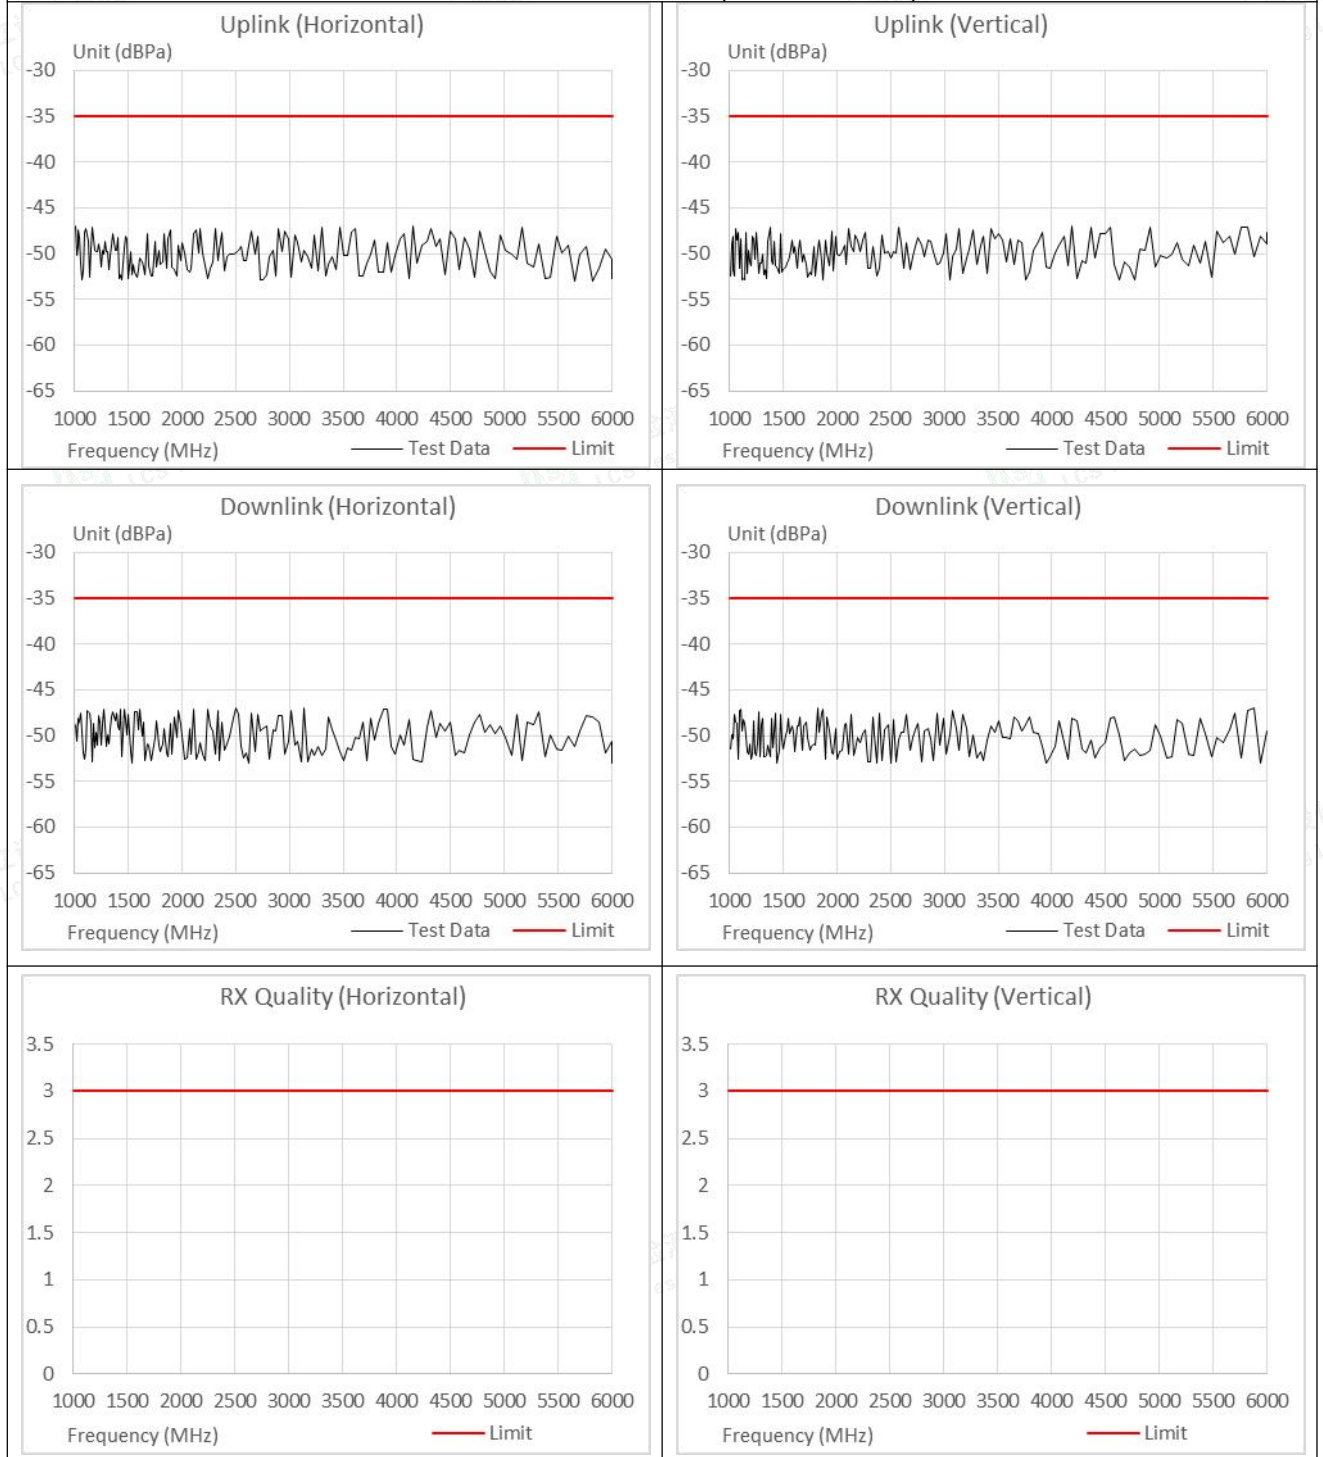 Uplink (Horizontal)
Unit (dBPa)
-30
-35
-40
-45
-50
-55
-60
-65
1000 1500 2000 2500 3000 3500 4000 4500 5000 5500 6000
Frequency (MHz)
Test Data
Limit
Uplink (Vertical)
Unit (dBPa)
-30
-35
-40
-45
-50
-55
-60
-65
1000 1500 2000 2500 3000 3500 4000 4500 5000 5500 6000
Frequency (MHz)
Test Data
Limit
Downlink (Horizontal)
Unit (dBPa)
-30
-35
-40
-45
-50
-55
-60
-65
1000 1500 2000 2500 3000 3500 4000 4500 5000 5500 6000
Frequency (MHz)
Test Data
Limit
Downlink (Vertical)
Unit (dBPa)
-30
-35
-40
-45
-50
-55
-60
-65
1000 1500 2000 2500 3000 3500 4000 4500 5000 5500 6000
Frequency (MHz)
Test Data
Limit
RX Quality (Horizontal)
3.5
3
2.5
2
1.5
1
0.5
0
1000 1500 2000 2500 3000 3500 4000 4500 5000 5500 6000
Frequency (MHz)
Limit
RX Quality (Vertical)
3.5
3
2.5
2
1.5
1
0.5
0
1000 1500 2000 2500 3000 3500 4000 4500 5000 5500 6000
Frequency (MHz)
Limit